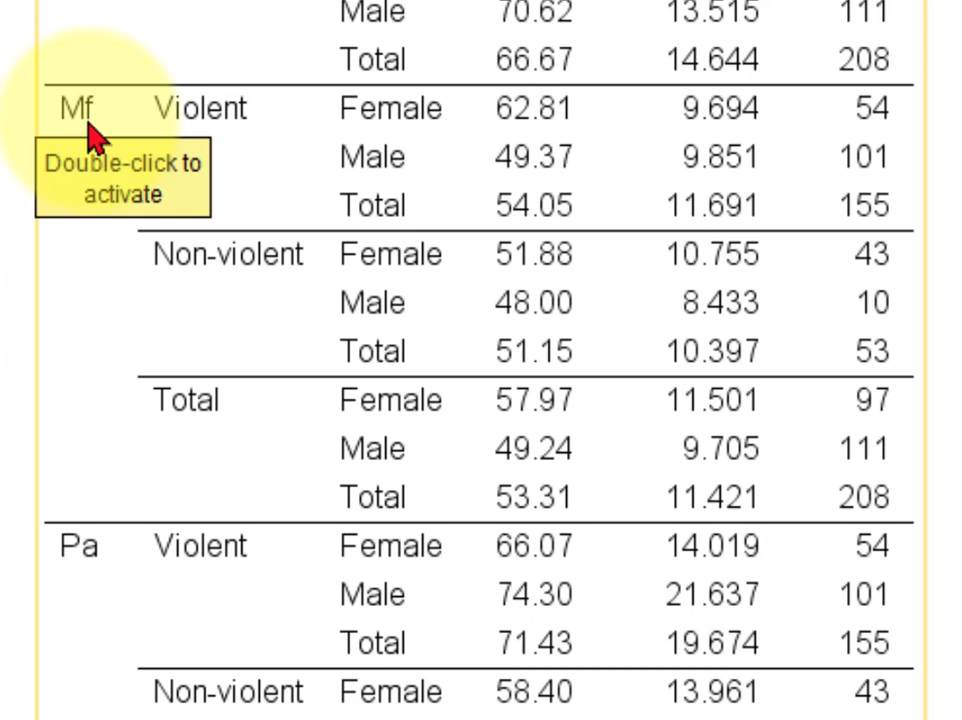 Male 70.62 13.515 111
Total 66.67 14.644 208
Mf Violent Female 62.81 9.694 54
Double-click to
activate
Male 49.37 9.851 101
Total 54.05 11.691 155
Non-violent Female 51.88 10.755 43
Male 48.00 8.433 10
Total 51.15 10.397 53
Total Female 57.97 11.501 97
Male 49.24 9.705 111
Total 53.31 11.421 208
Pa Violent Female 66.07 14.019 54
Male 74.30 21.637 101
Total 71.43 19.674 155
Non-violent Female 58.40 13.961 43